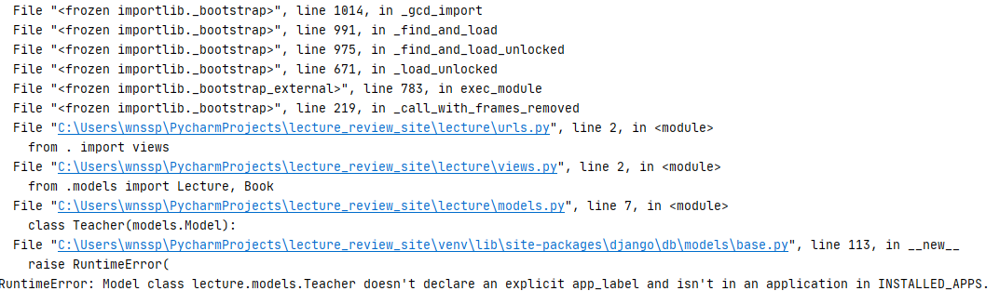 File "<frozen importlib._bootstrap>", line 1014, in _gcd_import
File "<frozen importlib._bootstrap>", line 991, in _find_and_load
File "<frozen importlib._bootstrap>", line 975, in _find_and_load_unlocked
File "<frozen importlib._bootstrap>", line 671, in _load_unlocked
File "<frozen importlib._bootstrap_external>", line 783, in exec_module
File "<frozen importlib._bootstrap>", line 219, in _call_with_frames_removed
File "C:\Users\wnssp\PycharmProjects\lecture_review_site\lecture\urls.py", line 2, in <module>
from . import views
File "C:\Users\wnssp\PycharmProjects\lecture_review_site\lecture\views.py", line 2, in <module>
from .models import Lecture, Book
File "C:\Users\wnssp\PycharmProjects\lecture_review_site\lecture\models.py", line 7, in <module>
class Teacher(models.Model):
File "C:\Users\wnssp\PycharmProjects\lecture_review_site\venv\lib\site-packages\django\db\models\base.py", line 113, in __new__
raise RuntimeError(
RuntimeError: Model class lecture.models.Teacher doesn't declare an explicit app_label and isn't in an application in INSTALLED_APPS.